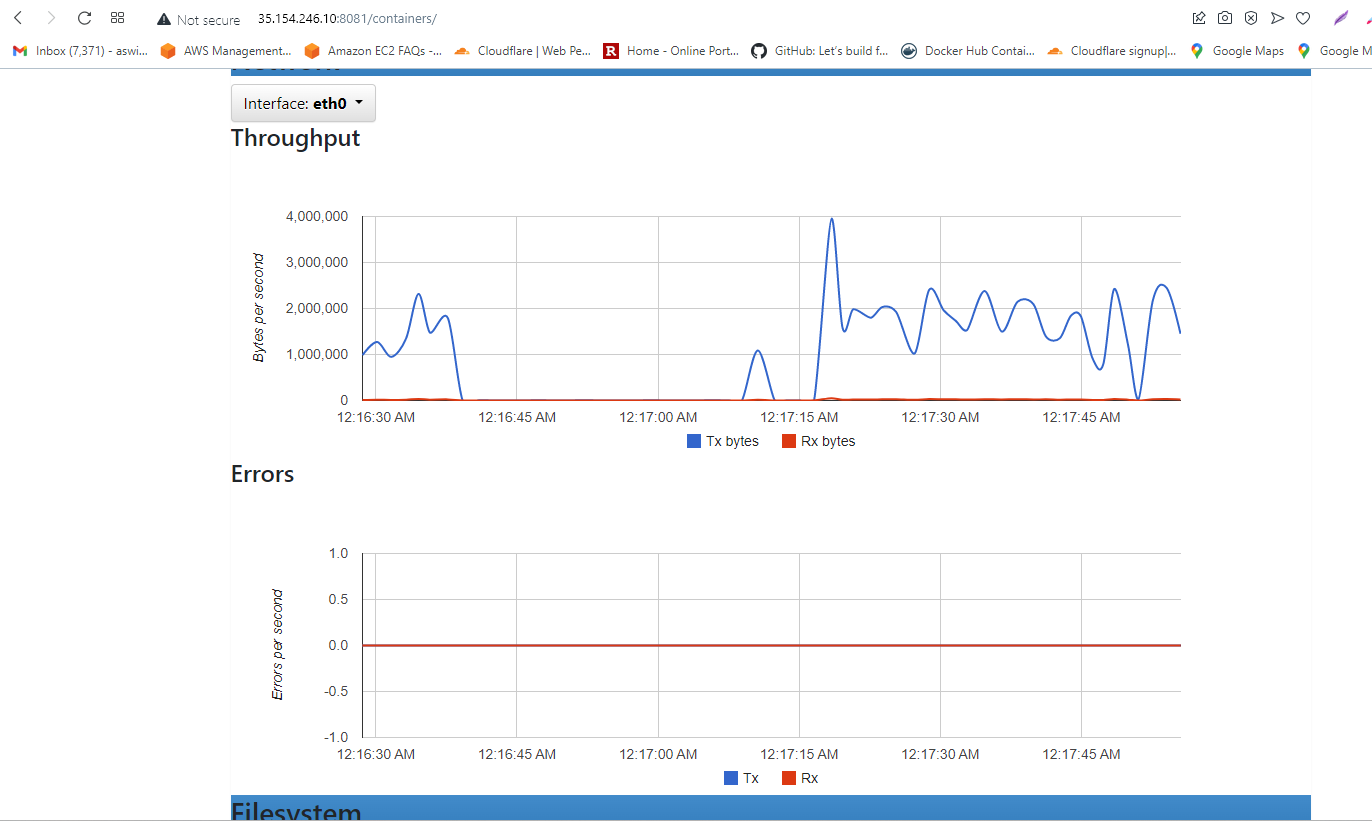 Not secure 35.154.246.10:8081/containers/
Inbox (7,371) - aswi... AWS Management... Amazon EC2 FAQs -... Cloudflare | Web Pe... R Home - Online Port... GitHub: Let's build f... Docker Hub Contai... Cloudflare signup|... Google Maps Google M
Interface: eth0
Throughput
4,000,000
3,000,000
2,000,000
1,000,000
0
Bytes per second
12:16:30 AM 12:16:45 AM 12:17:00 AM 12:17:15 AM 12:17:30 AM 12:17:45 AM
Tx bytes Rx bytes
Errors
1.0
0.5
0.0
-0.5
-1.0
Errors per second
12:16:30 AM 12:16:45 AM 12:17:00 AM 12:17:15 AM 12:17:30 AM 12:17:45 AM
Tx Rx
Filesystem